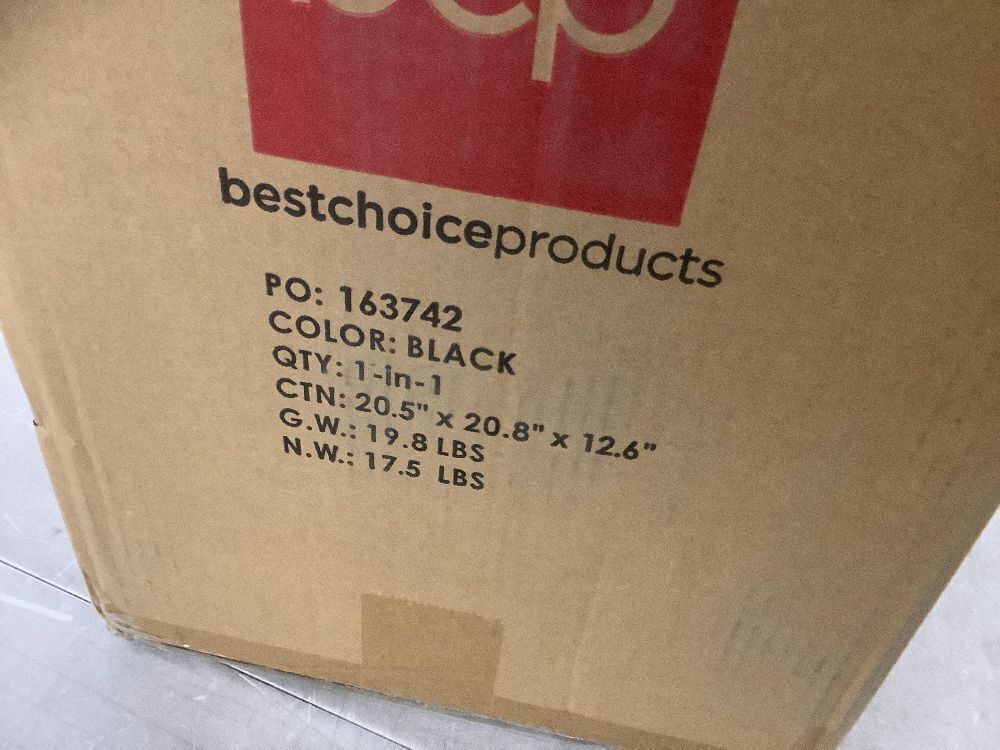 bcp
bestchoiceproducts
PO: 163742
COLOR: BLACK
QTY: 1-in-1
CTN: 20.5" x 20.8" x 12.6"
G.W.: 19.8 LBS
N.W.: 17.5 LBS